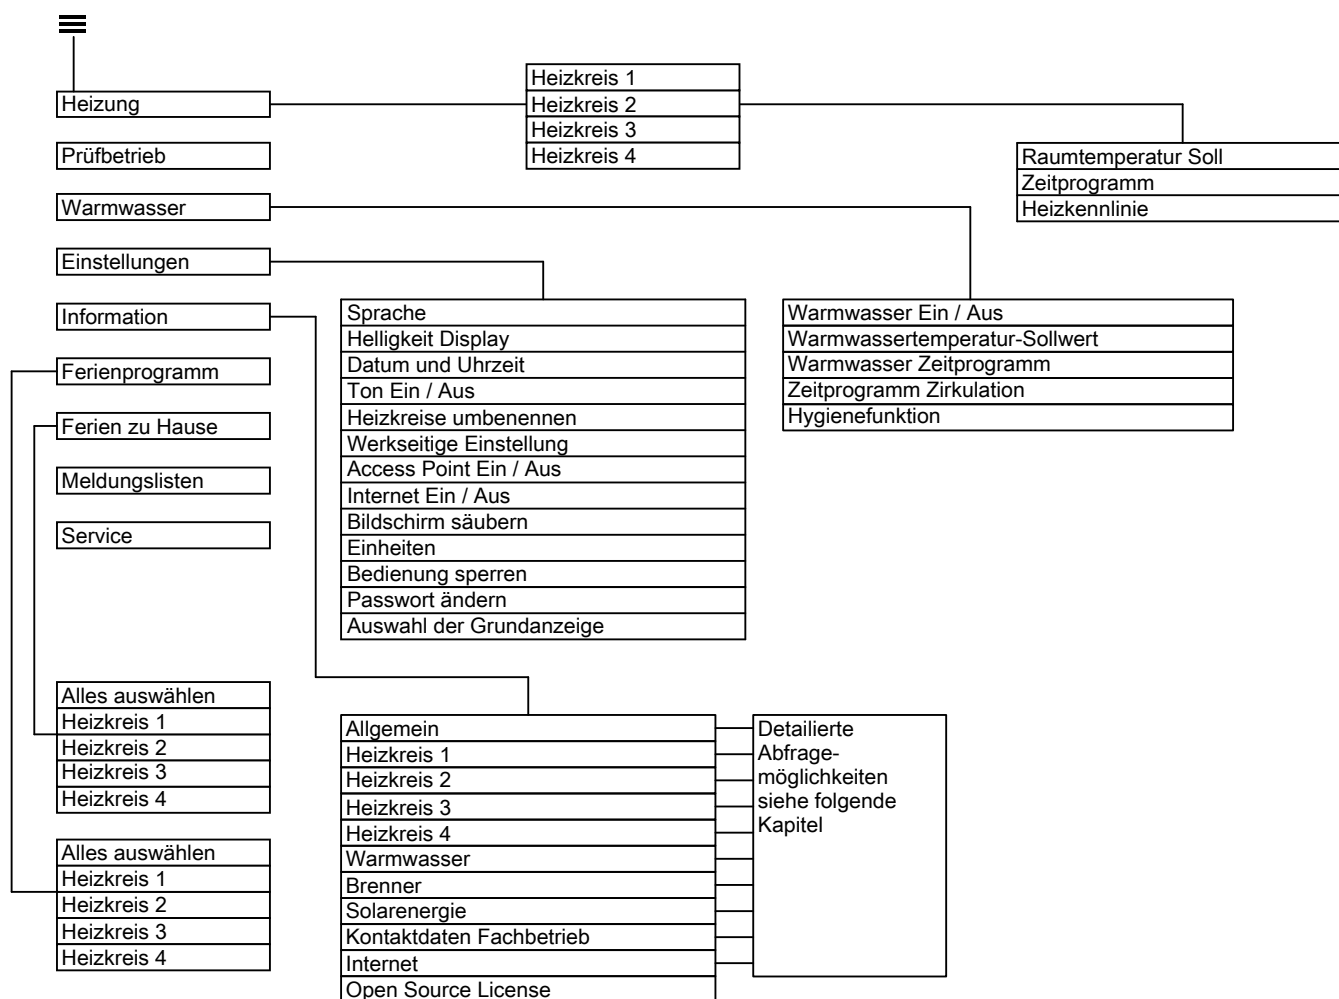 Heizung
Prüfbetrieb
Warmwasser
Einstellungen
Information
Ferienprogramm
Ferien zu Hause
Meldungslisten
Service
Heizkreis 1
Heizkreis 2
Heizkreis 3
Heizkreis 4
Raumtemperatur Soll
Zeitprogramm
Heizkennlinie
Sprache
Helligkeit Display
Datum und Uhrzeit
Ton Ein / Aus
Heizkreise umbenennen
Werkseitige Einstellung
Access Point Ein / Aus
Internet Ein / Aus
Bildschirm säubern
Einheiten
Bedienung sperren
Passwort ändern
Auswahl der Grundanzeige
Warmwasser Ein / Aus
Warmwassertemperatur-Sollwert
Warmwasser Zeitprogramm
Zeitprogramm Zirkulation
Hygienefunktion
Alles auswählen
Heizkreis 1
Heizkreis 2
Heizkreis 3
Heizkreis 4
Alles auswählen
Heizkreis 1
Heizkreis 2
Heizkreis 3
Heizkreis 4
Allgemein
Heizkreis 1
Heizkreis 2
Heizkreis 3
Heizkreis 4
Warmwasser
Brenner
Solarenergie
Kontaktdaten Fachbetrieb
Internet
Open Source License
Detailierte
Abfrage-
möglichkeiten
siehe folgende
Kapitel